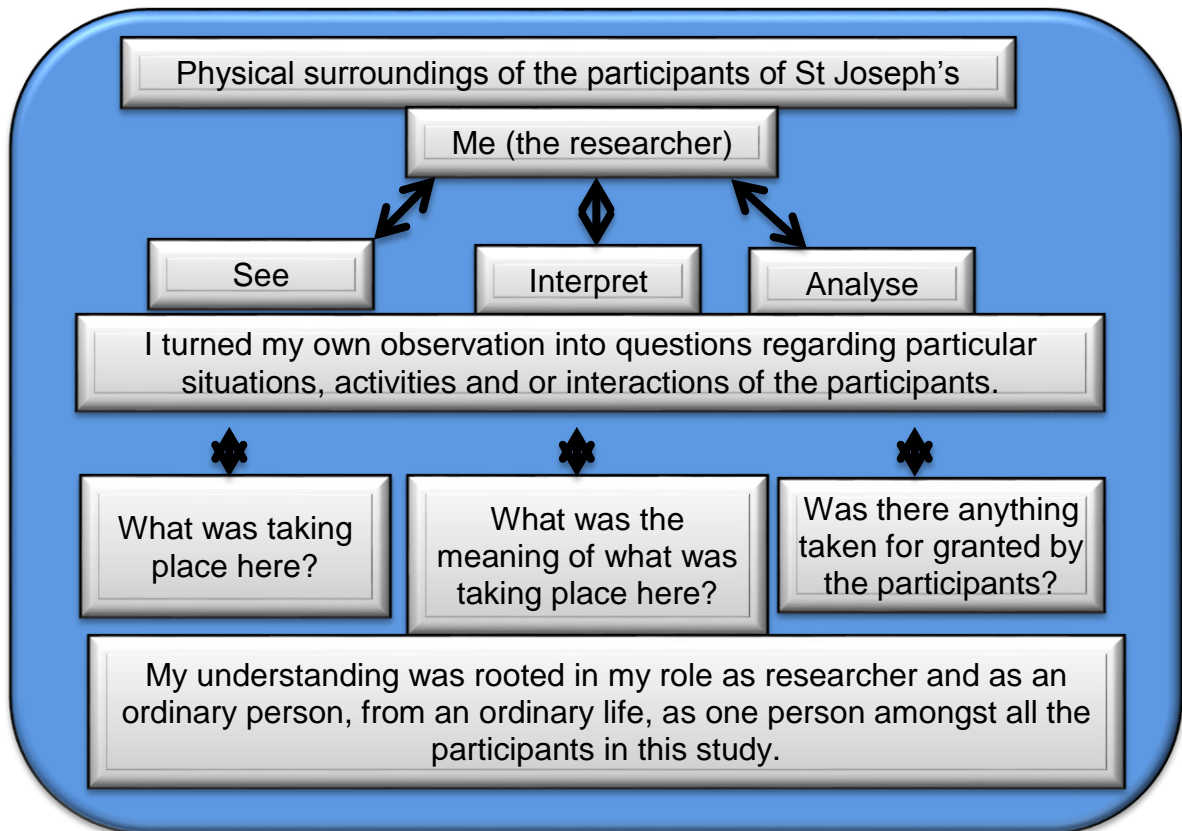 Physical surroundings of the participants of St Joseph’s
Me (the researcher)
See
Interpret
Analyse
I turned my own observation into questions regarding particular
situations, activities and or interactions of the participants.
What was taking
place here?
What was the
meaning of what was
taking place here?
Was there anything
taken for granted by
the participants?
My understanding was rooted in my role as researcher and as an
ordinary person, from an ordinary life, as one person amongst all the
participants in this study.